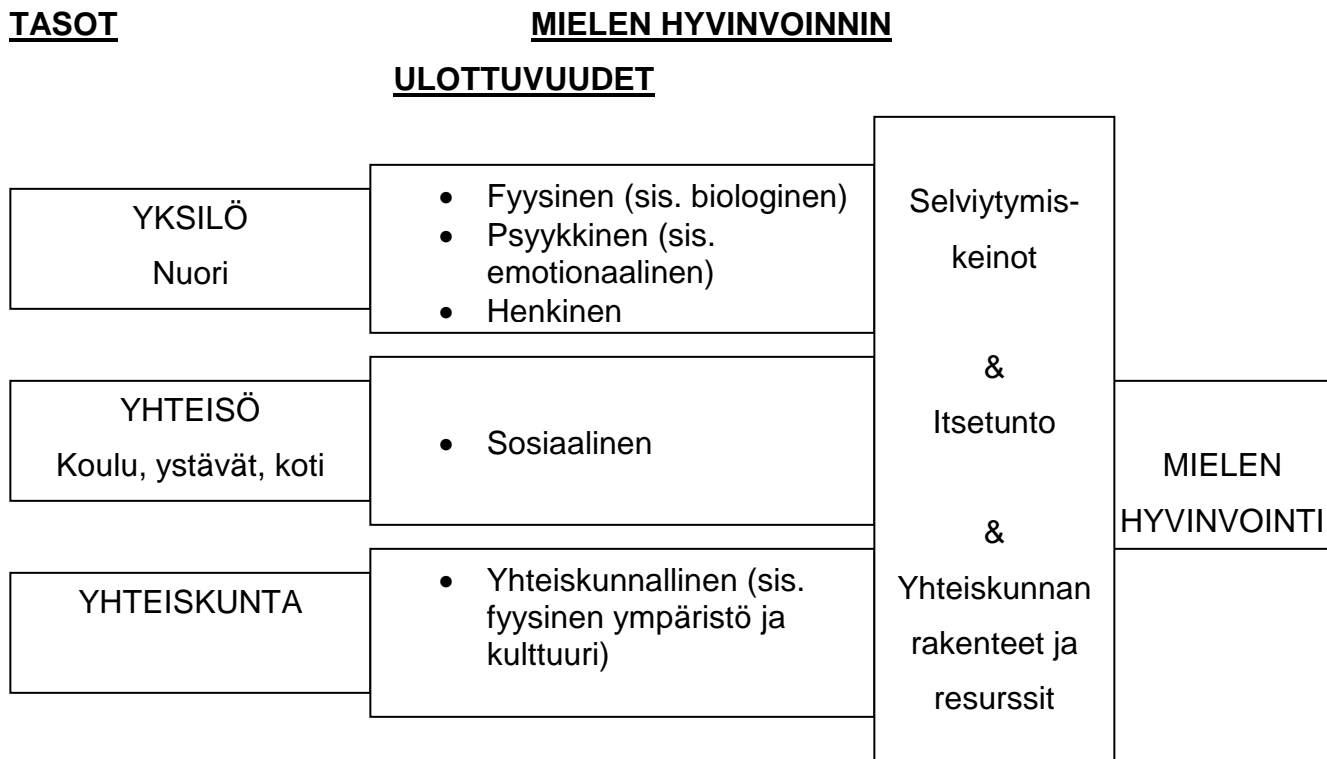 TASOT
MIELEN HYVINVOINNIN
ULOTTUVUUDET
YKSILÖ
Nuori
• Fyysinen (sis. biologinen)
• Psyykkinen (sis.
emotionaalinen)
• Henkinen
YHTEISÖ
Koulu, ystävät, koti
• Sosiaalinen
YHTEISKUNTA
• Yhteiskunnallinen (sis.
fyysinen ympäristö ja
kulttuuri)
Selviytymis-
keinot
&
Itsetunto
&
Yhteiskunnan
rakenteet ja
resurssit
MIELEN
HYVINVOINTI